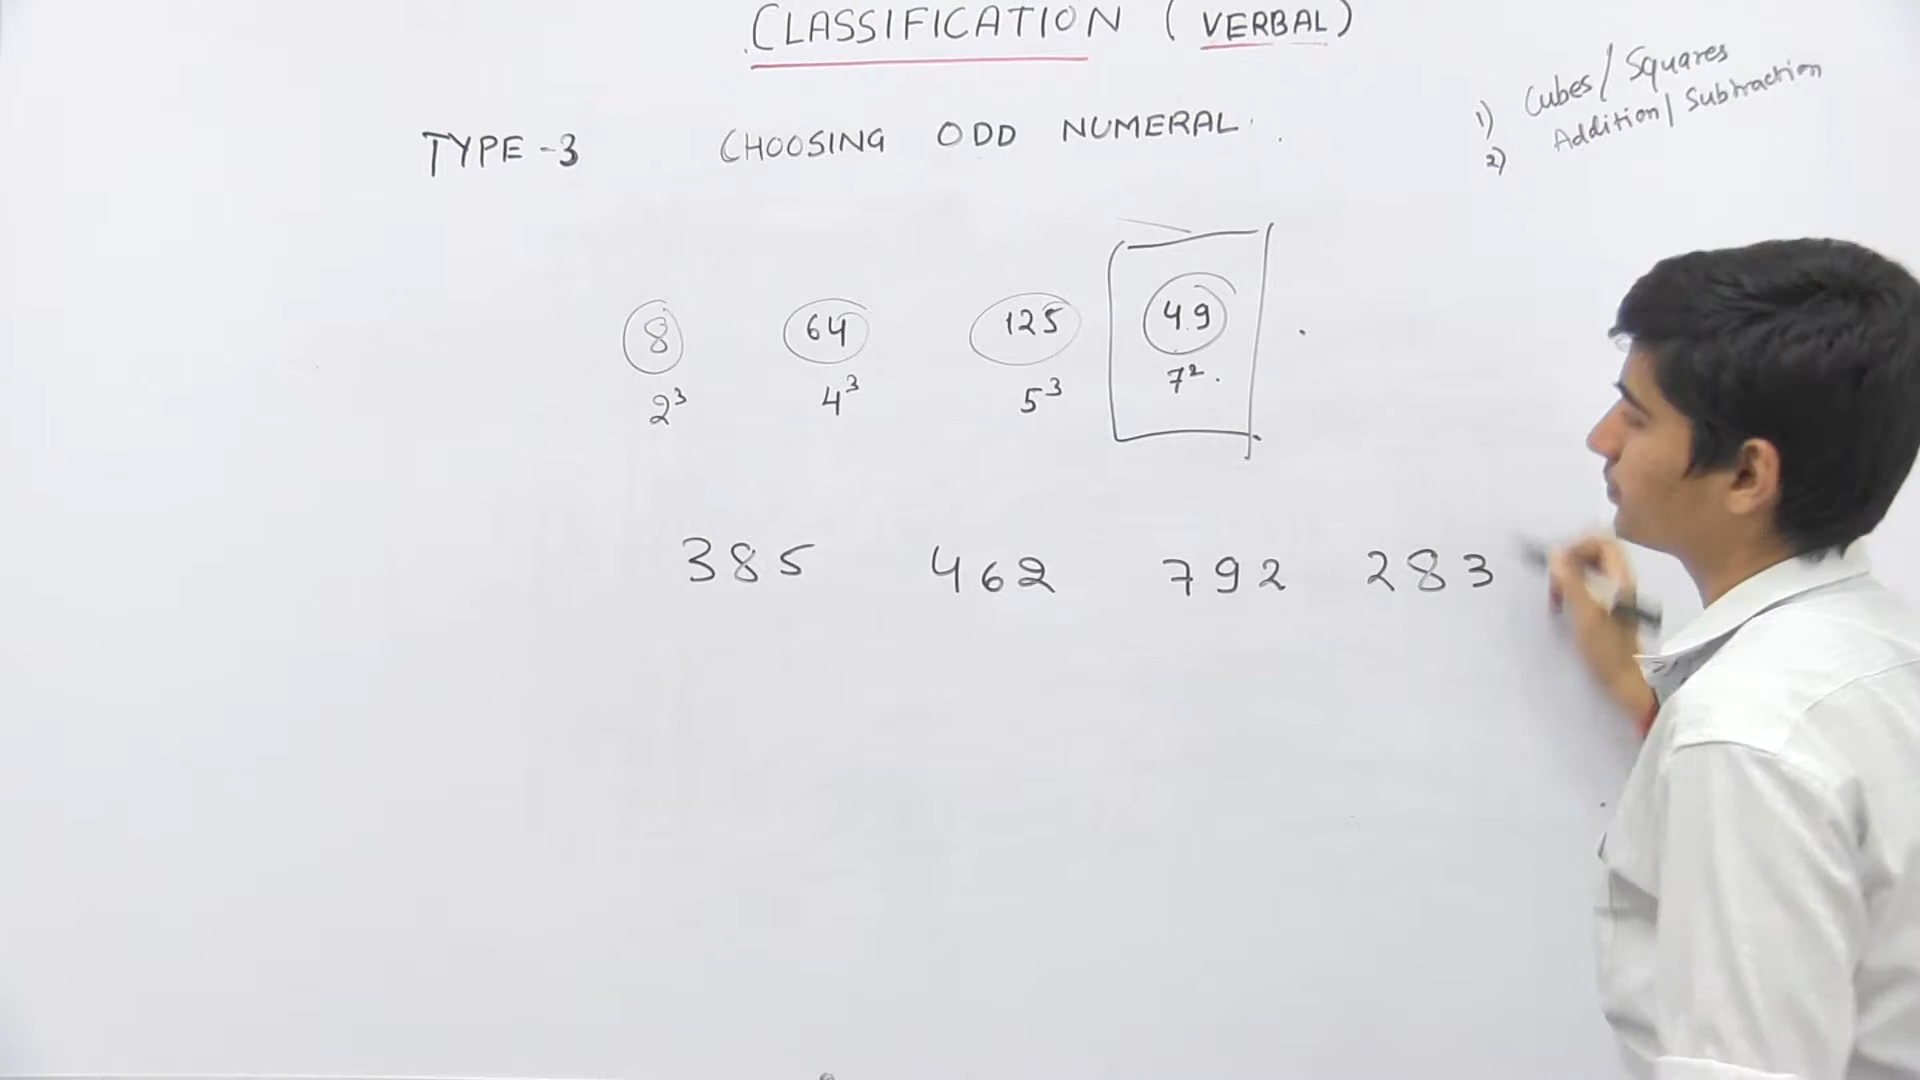 CLASSIFICATION (VERBAL)
1) Cubes/Squares
2) Addition/Subtraction
TYPE-3 CHOOSING ODD NUMERAL.
8 64 125 49
2³ 4³ 5³ 7².
385 462 792 283